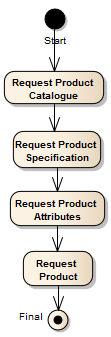 Start
Request Product
Catalogue
Request Product
Specification
Request Product
Attributes
Request
Product
Final